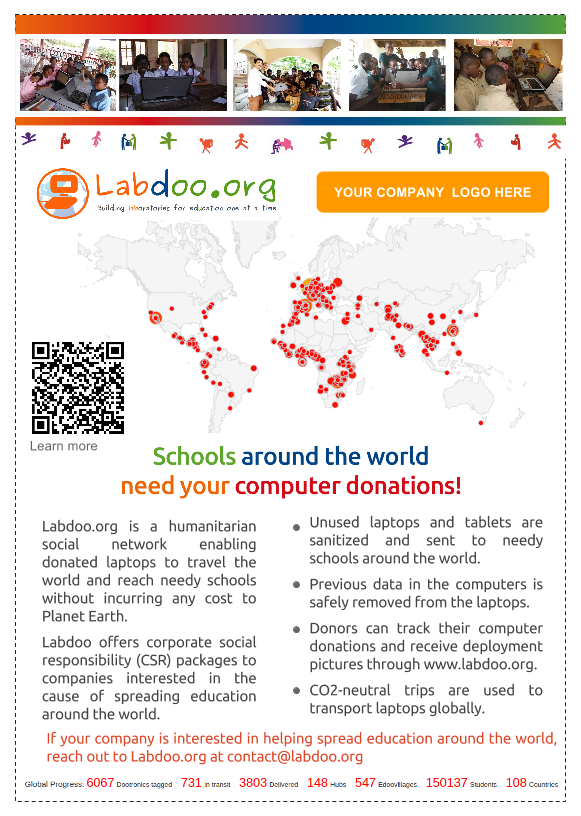 Labdoo.org
Building laboratories for education one at a time
YOUR COMPANY LOGO HERE
Learn more
Schools around the world
need your computer donations!
Labdoo.org is a humanitarian
social network enabling
donated laptops to travel the
world and reach needy schools
without incurring any cost to
Planet Earth.
Labdoo offers corporate social
responsibility (CSR) packages to
companies interested in the
cause of spreading education
around the world.
Unused laptops and tablets are
sanitized and sent to needy
schools around the world.
Previous data in the computers is
safely removed from the laptops.
Donors can track their computer
donations and receive deployment
pictures through www.labdoo.org.
CO2-neutral trips are used to
transport laptops globally.
If your company is interested in helping spread education around the world,
reach out to Labdoo.org at contact@labdoo.org
Global Progress: 6067 Dootronics tagged 731 In transit 3803 Delivered 148 Hubs 547 Edoovillages 150137 Students 108 Countries